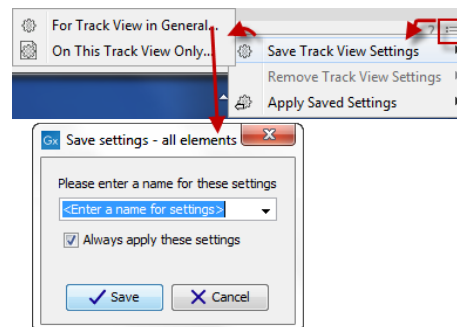 For Track View in General...
On This Track View Only...
?
Save Track View Settings
Remove Track View Settings
Apply Saved Settings
Gx Save settings - all elements
Please enter a name for these settings
<Enter a name for settings>
Always apply these settings
Save Cancel